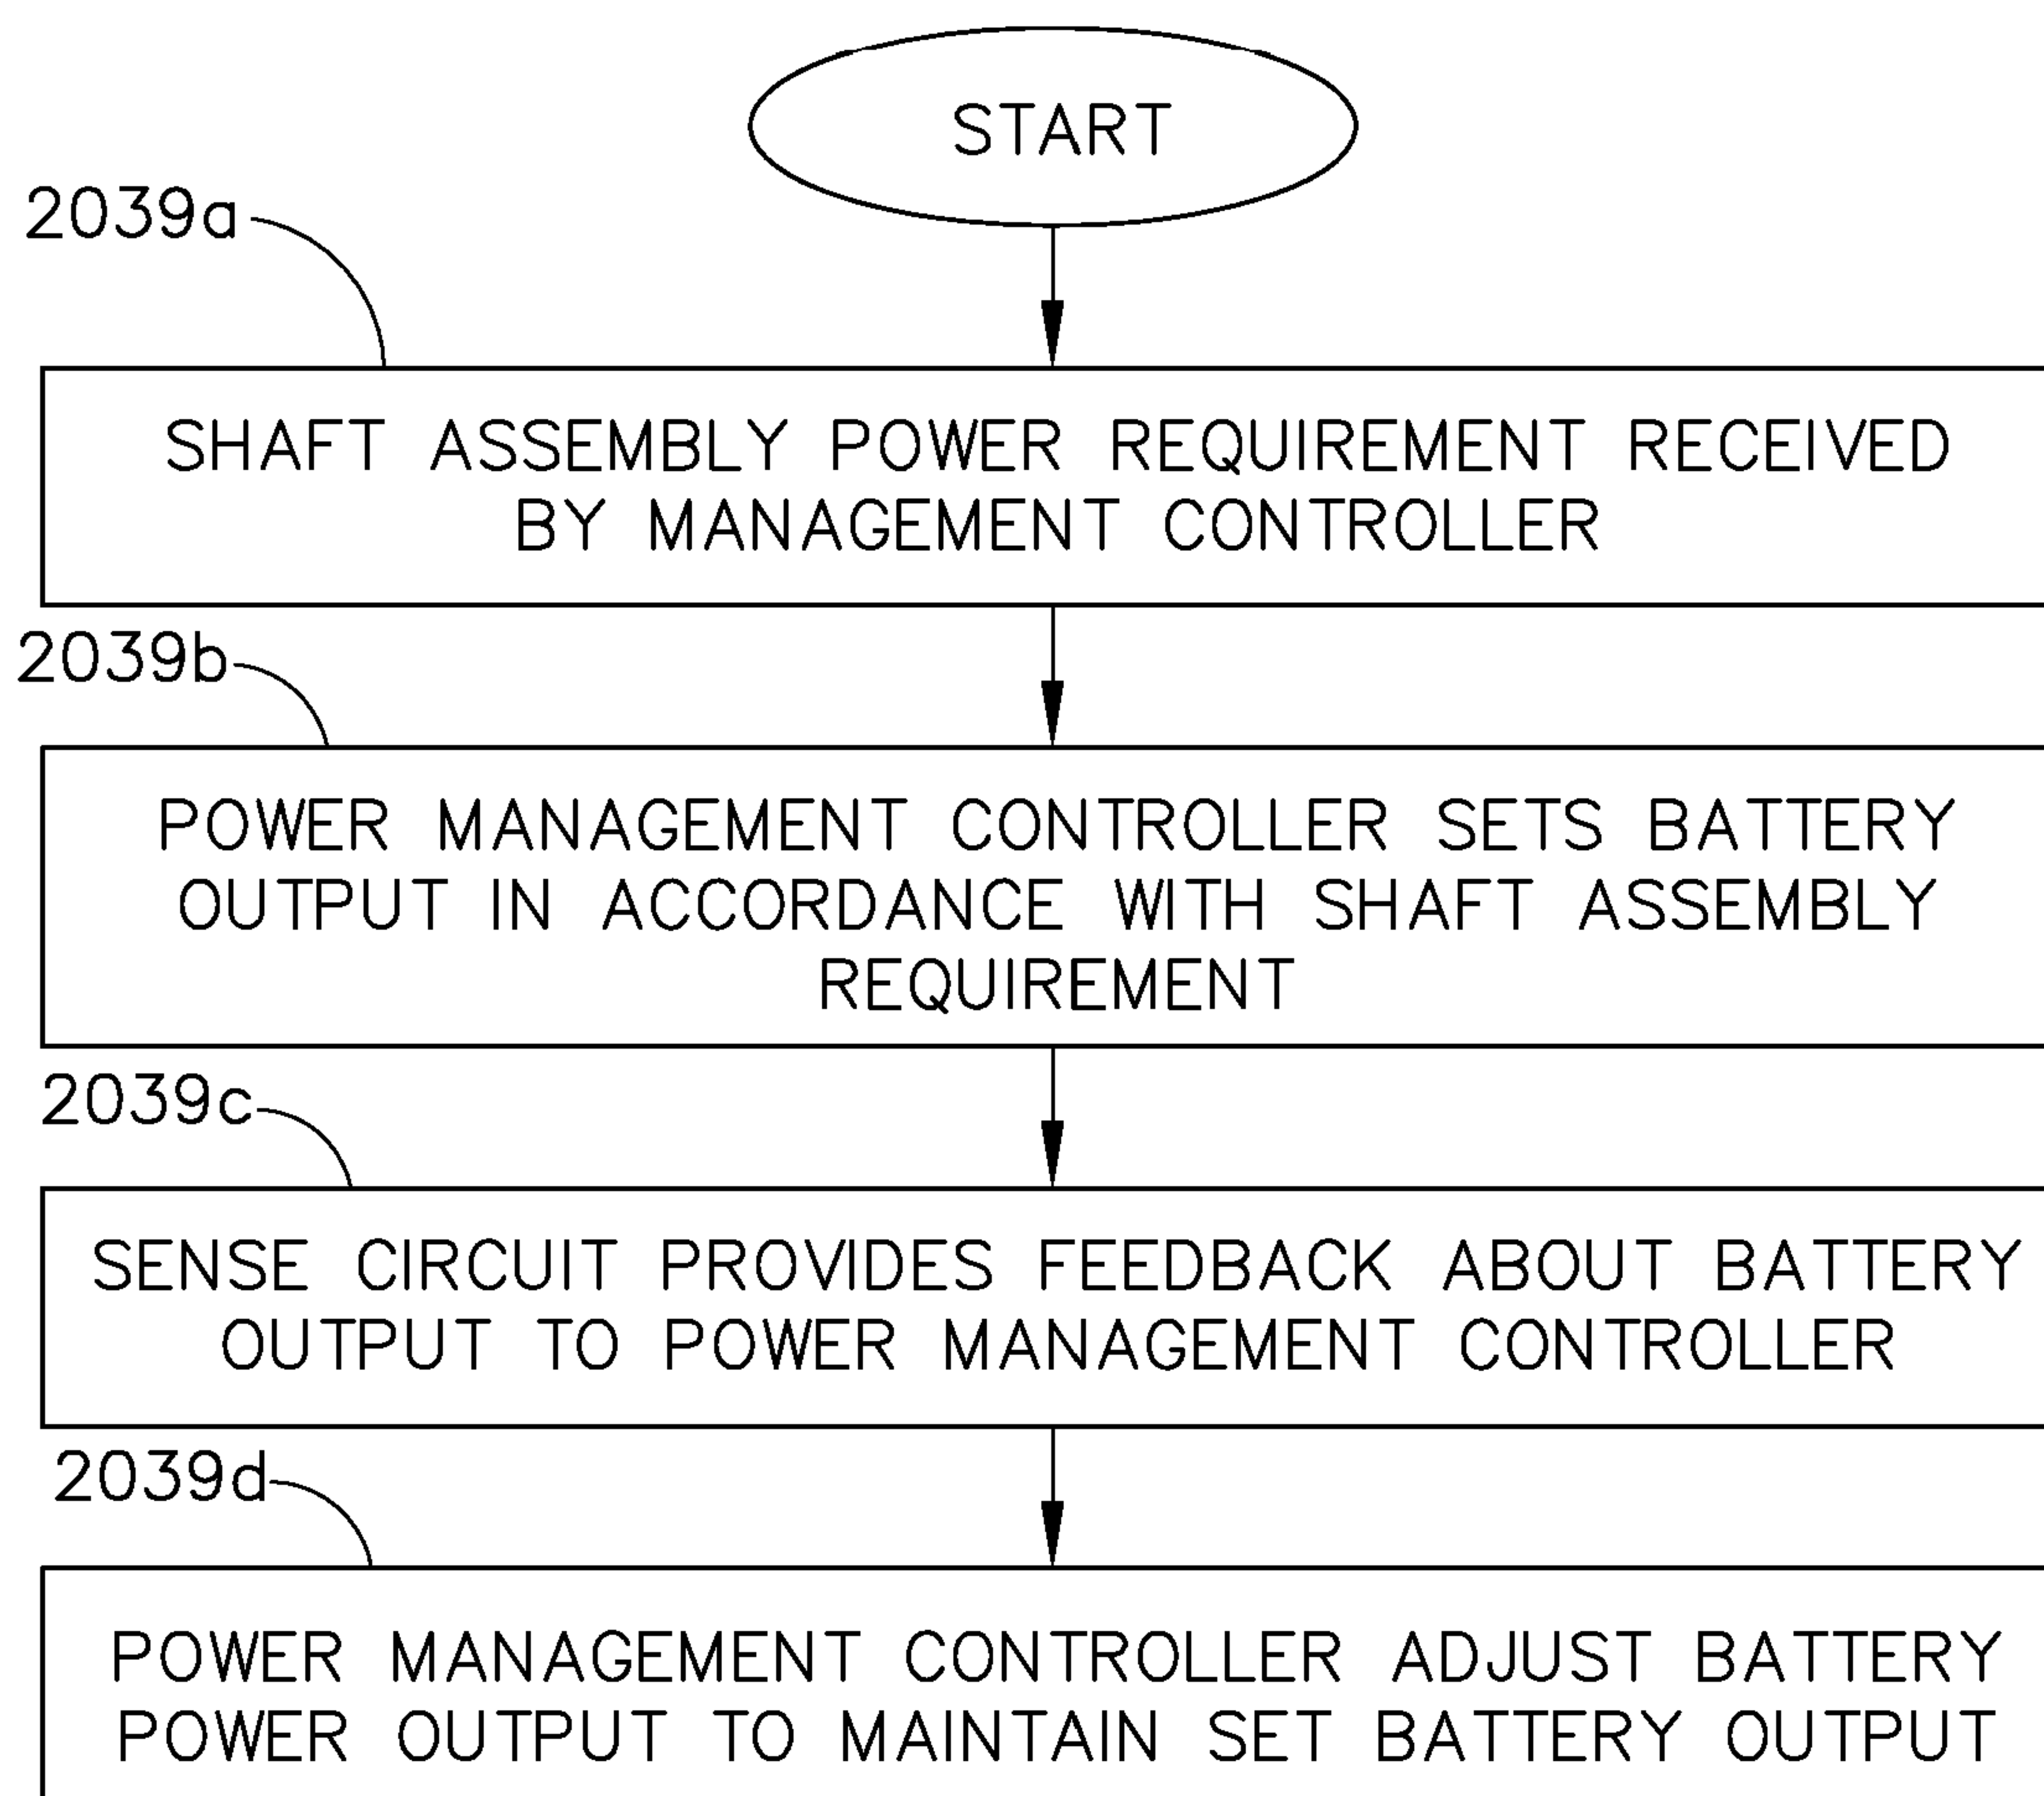 START
2039a
SHAFT ASSEMBLY POWER REQUIREMENT RECEIVED
BY MANAGEMENT CONTROLLER
2039b
POWER MANAGEMENT CONTROLLER SETS BATTERY
OUTPUT IN ACCORDANCE WITH SHAFT ASSEMBLY
REQUIREMENT
2039c
SENSE CIRCUIT PROVIDES FEEDBACK ABOUT BATTERY
OUTPUT TO POWER MANAGEMENT CONTROLLER
2039d
POWER MANAGEMENT CONTROLLER ADJUST BATTERY
POWER OUTPUT TO MAINTAIN SET BATTERY OUTPUT